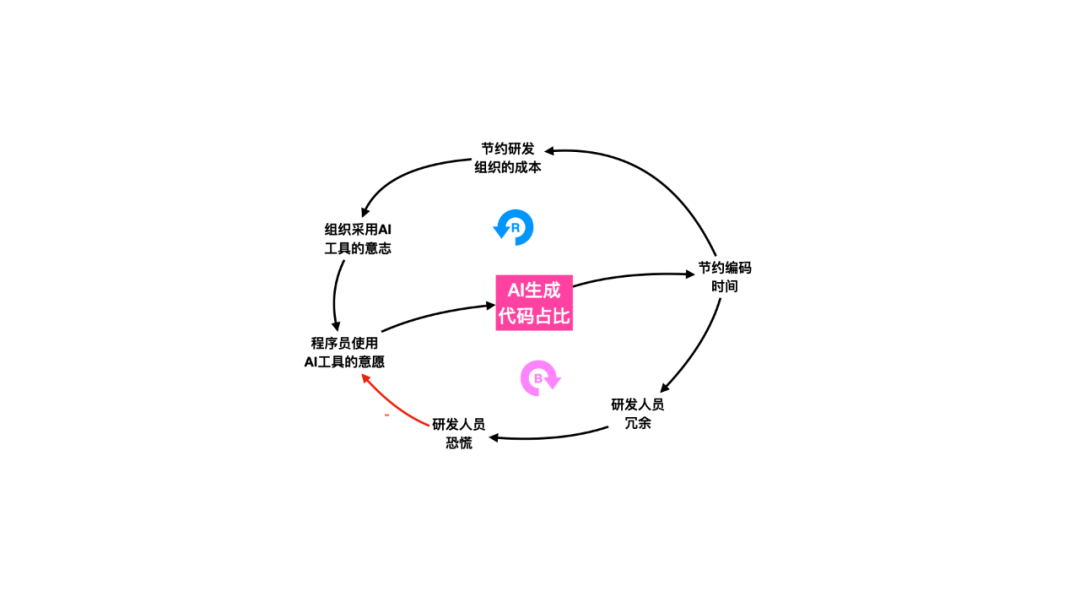 节约研发
组织的成本
组织采用AI
工具的意志
R
AI生成
代码占比
节约编码
时间
程序员使用
AI工具的意愿
B
研发人员
冗余
研发人员
恐慌
-